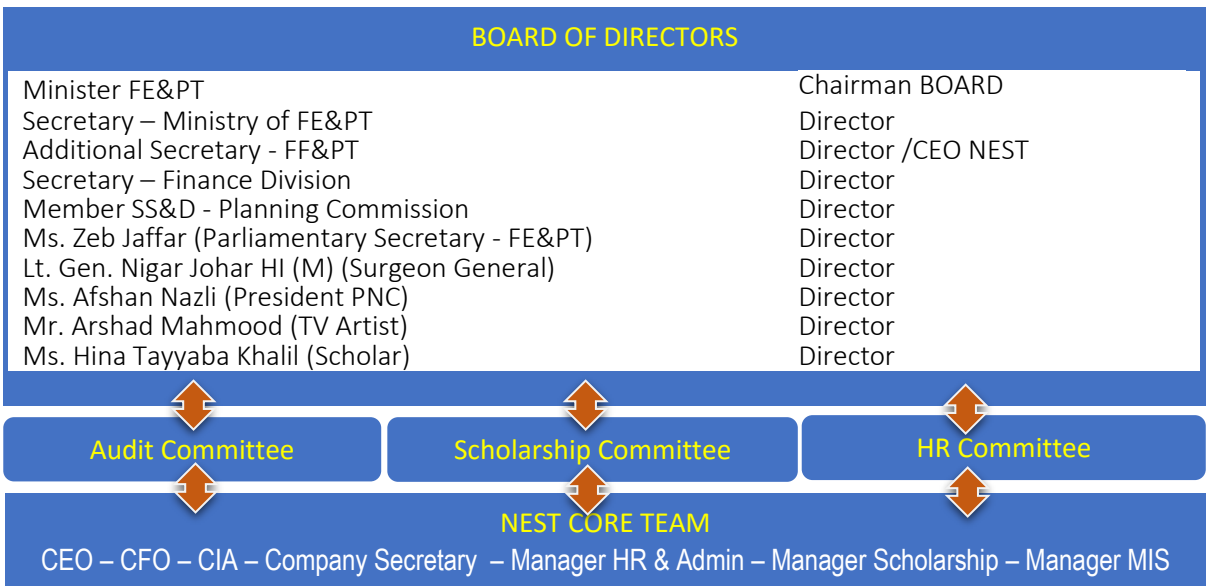 BOARD OF DIRECTORS
Minister FE&PT Chairman BOARD
Secretary – Ministry of FE&PT Director
Additional Secretary - FF&PT Director /CEO NEST
Secretary – Finance Division Director
Member SS&D - Planning Commission Director
Ms. Zeb Jaffar (Parliamentary Secretary - FE&PT) Director
Lt. Gen. Nigar Johar HI (M) (Surgeon General) Director
Ms. Afshan Nazli (President PNC) Director
Mr. Arshad Mahmood (TV Artist) Director
Ms. Hina Tayyaba Khalil (Scholar) Director
Audit Committee Scholarship Committee HR Committee
NEST CORE TEAM
CEO – CFO – CIA – Company Secretary – Manager HR & Admin – Manager Scholarship – Manager MIS